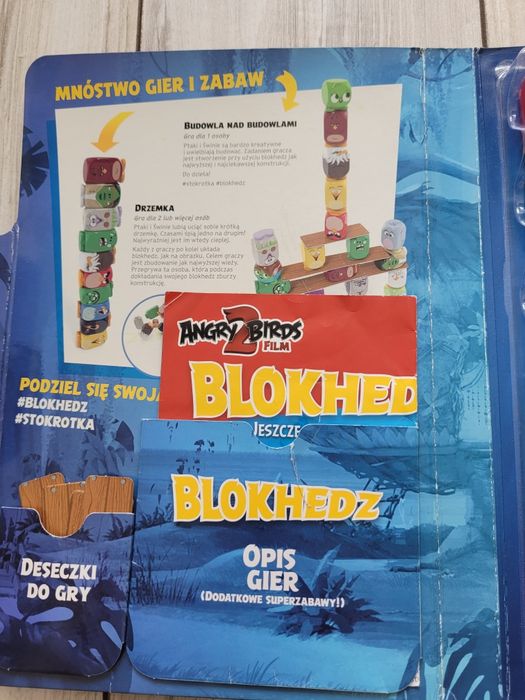 MNÓSTWO GIER I ZABAW
BUDOWLA NAD BUDOWLAMI
Gra dla 1 osoby
Ptaki i Świnie są bardzo kreatywne
i uwielbiają budować. Zadaniem gracza
jest stworzenie przy użyciu blokhedz jak
najwyższej i najciekawszej konstrukcji.
Do dzieła!
#stokrotka #blokhedz
DRZEMKA
Gra dla 2 lub więcej osób
Ptaki i Świnie lubią uciąć sobie krótką
drzemkę. Czasami śpią jedno na drugim!
Najwyraźniej jest im wtedy cieplej.
Każdy z graczy po kolei układa
blokhedz, jak na obrazku. Celem graczy
jest zbudowanie jak najwyższej wieży.
Przegrywa ta osoba, która podczas
dokładania swojego blokhedz zburzy
konstrukcję.
ANGRY BIRDS
2
FILM
BLOKHED
JESZCZE
PODZIEL SIĘ SWOJĄ
#BLOKHEDZ
#STOKROTKA
BLOKHEDZ
OPIS
GIER
(DODATKOWE SUPERZABAWY!)
DESECZKI
DO GRY